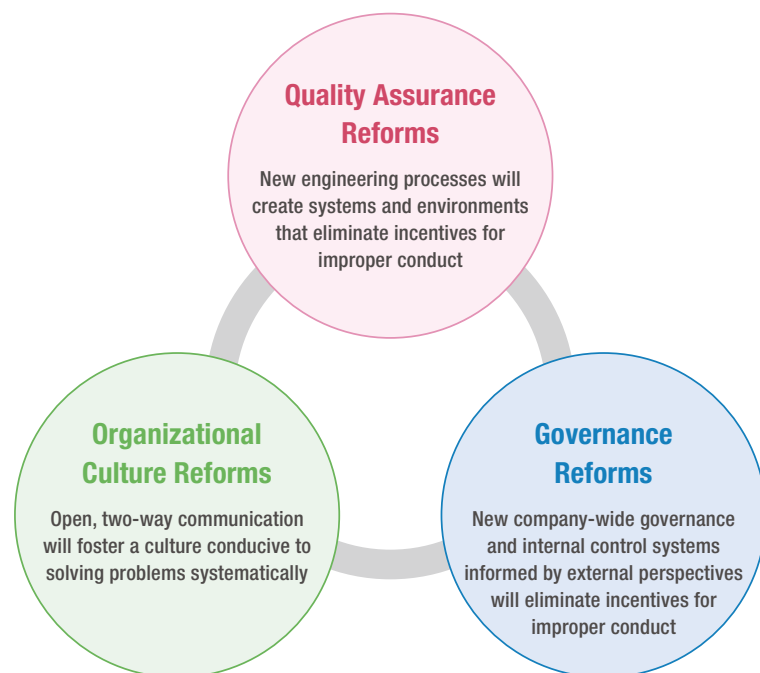 Quality Assurance
Reforms
New engineering processes will
create systems and environments
that eliminate incentives for
improper conduct
Organizational
Culture Reforms
Open, two-way communication
will foster a culture conducive to
solving problems systematically
Governance
Reforms
New company-wide governance
and internal control systems
informed by external perspectives
will eliminate incentives for
improper conduct